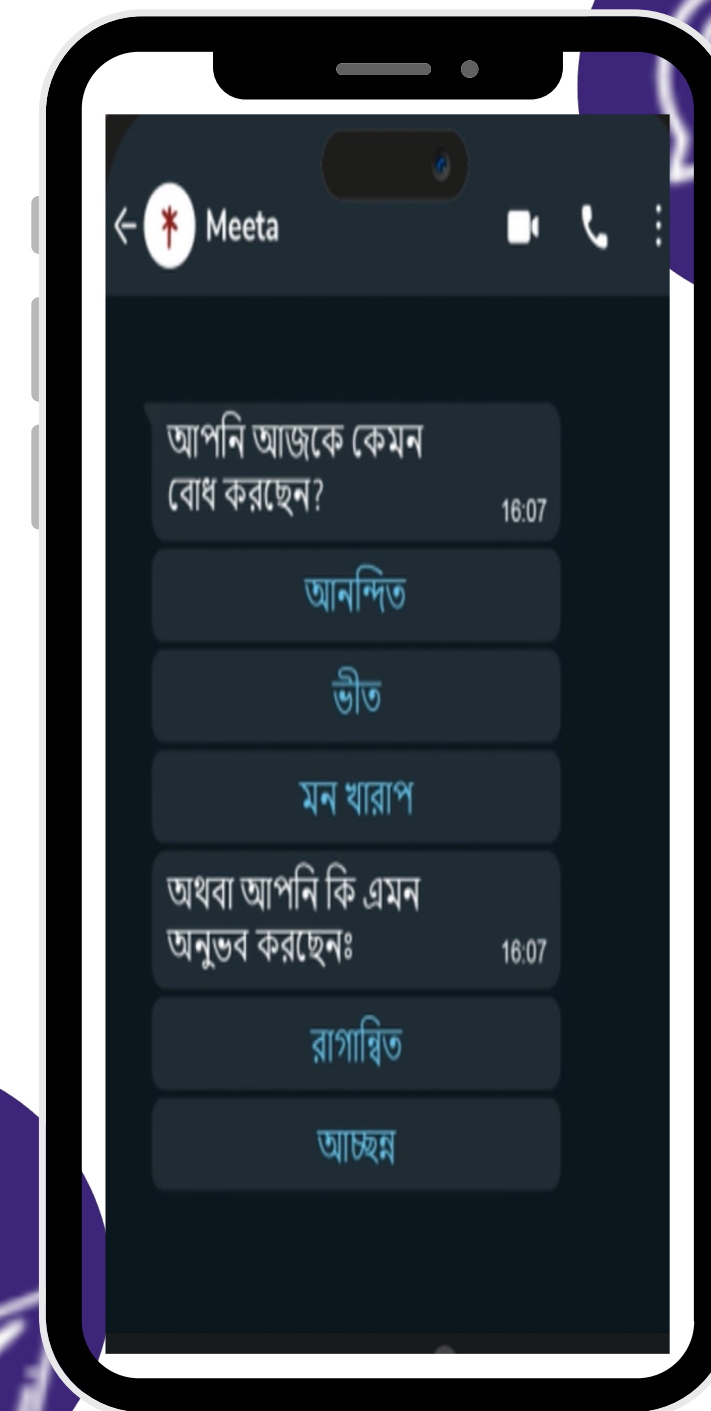 Meeta
আপনি আজকে কেমন
বোধ করছেন?
16:07
আনন্দিত
ভীত
মন খারাপ
অথবা আপনি কি এমন
অনুভব করছেনঃ
16:07
রাগান্বিত
আচ্ছন্ন